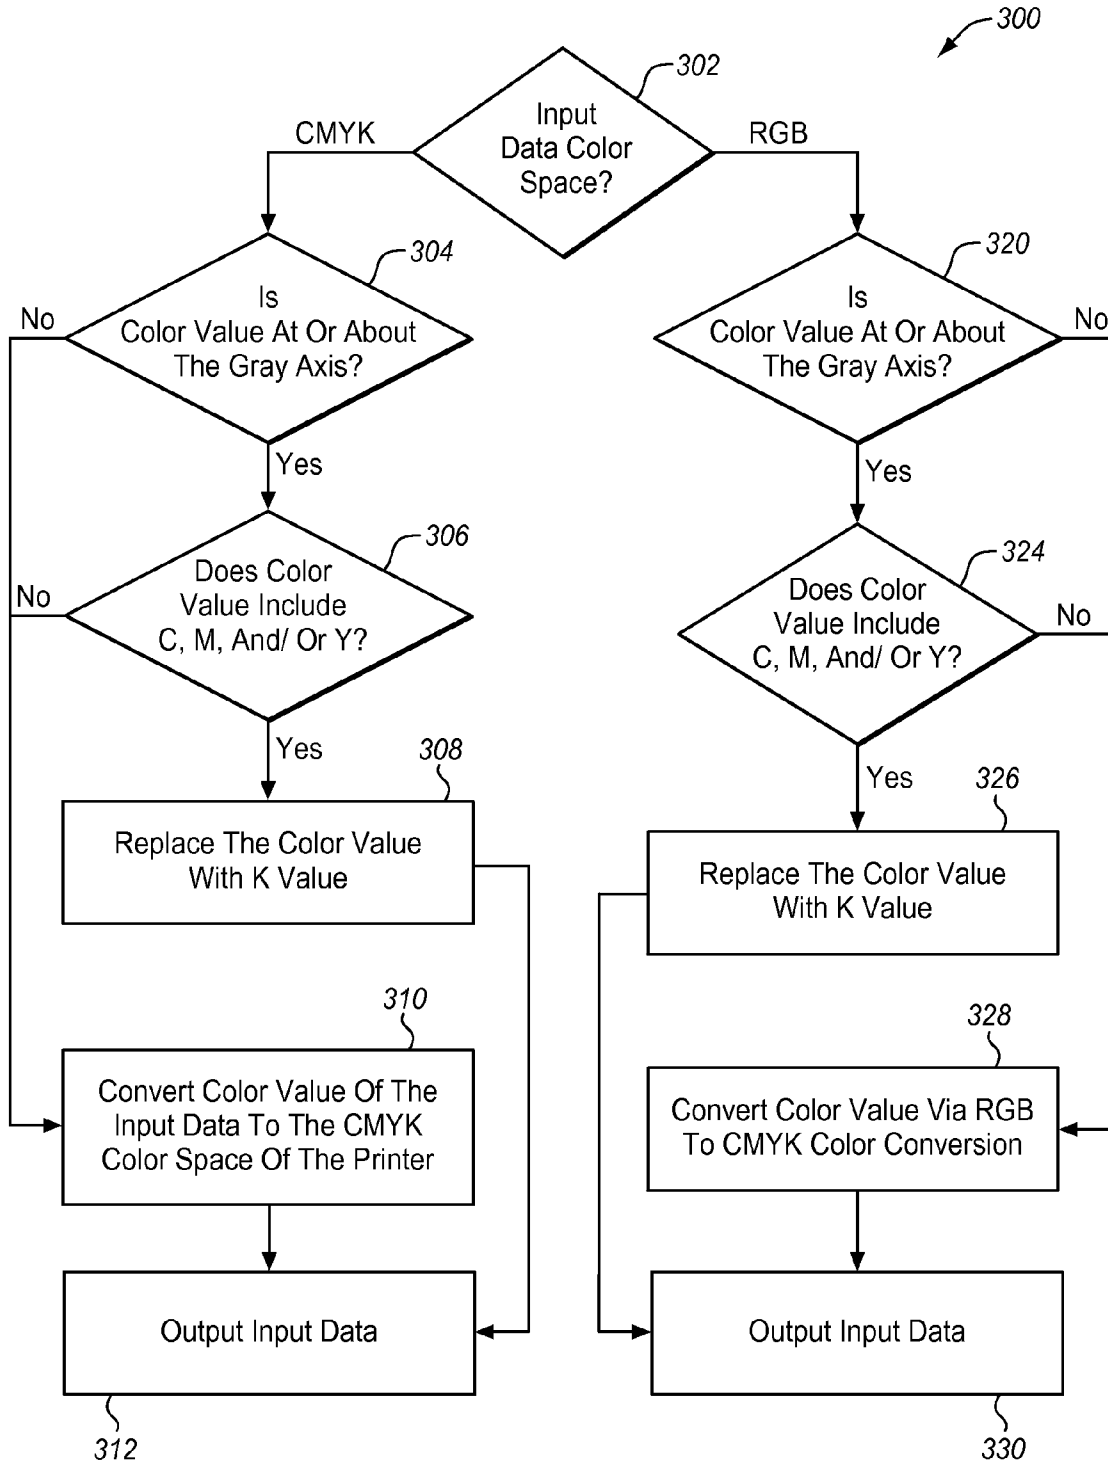 300
302
Input
Data Color
Space?
CMYK
RGB
304
Is
Color Value At Or About
The Gray Axis?
No
Yes
320
Is
Color Value At Or About
The Gray Axis?
No
Yes
306
Does Color
Value Include
C, M, And/ Or Y?
No
Yes
324
Does Color
Value Include
C, M, And/ Or Y?
No
Yes
308
Replace The Color Value
With K Value
326
Replace The Color Value
With K Value
310
Convert Color Value Of The
Input Data To The CMYK
Color Space Of The Printer
328
Convert Color Value Via RGB
To CMYK Color Conversion
Output Input Data
312
Output Input Data
330